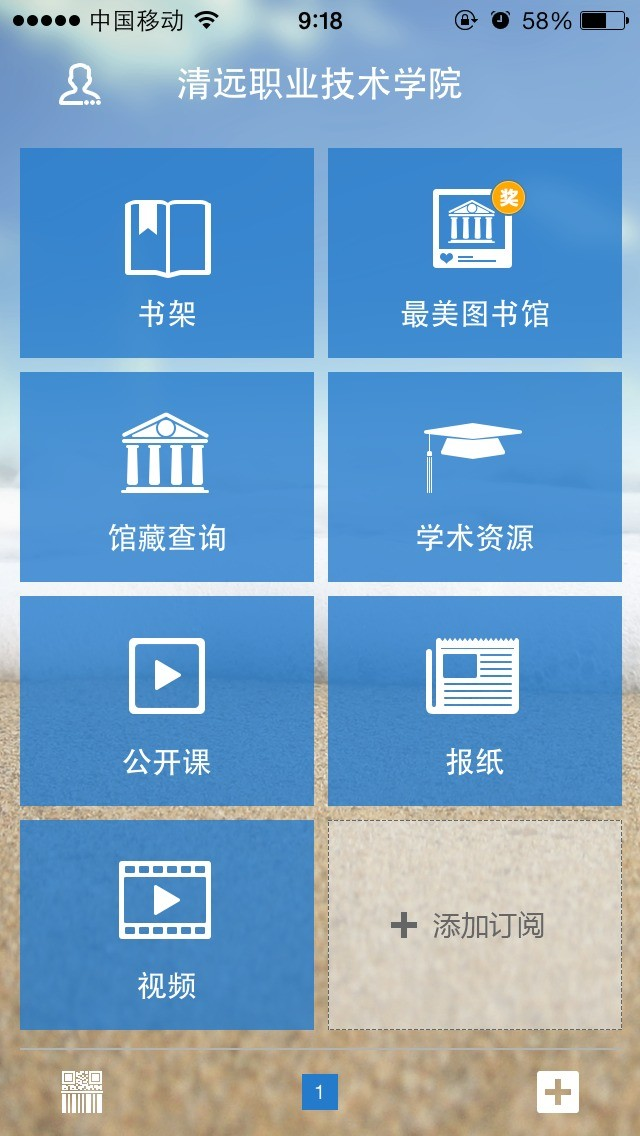 中国移动 9:18 58%
清远职业技术学院
奖
书架 最美图书馆
馆藏查询 学术资源
公开课 报纸
视频 添加订阅
1